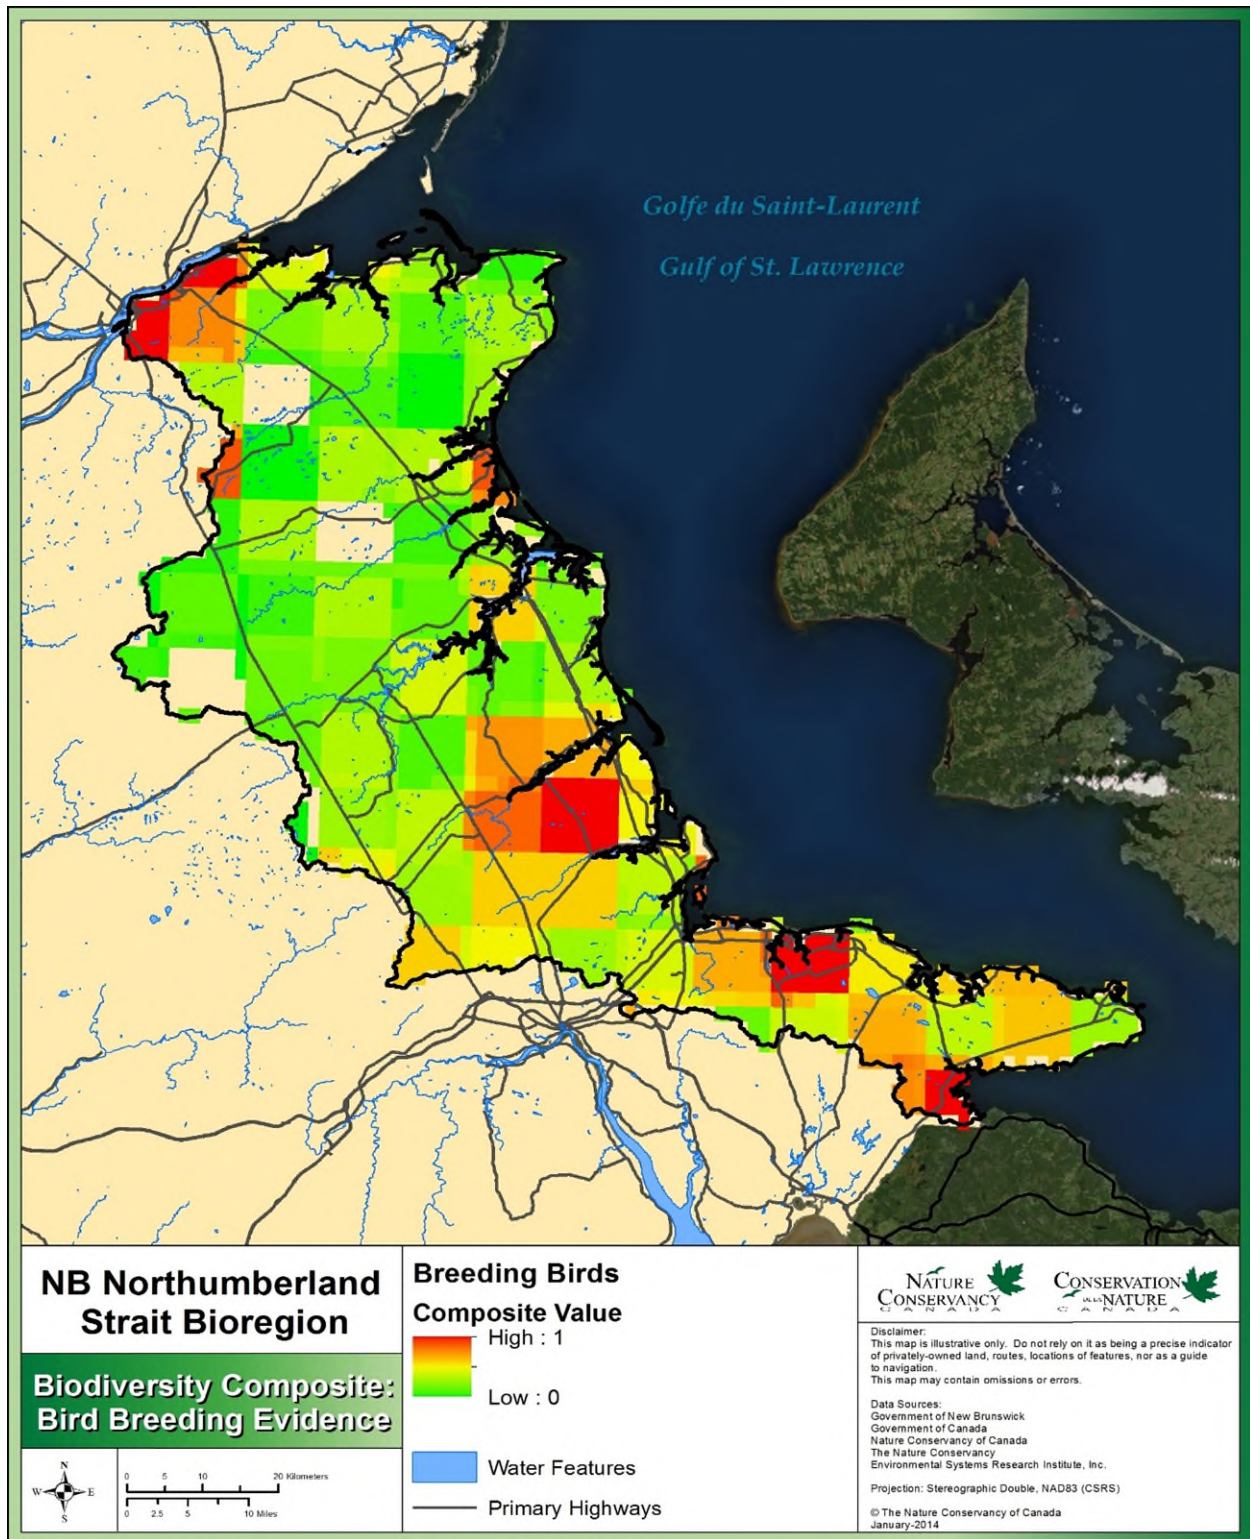 Golfe du Saint-Laurent
Gulf of St. Lawrence
NB Northumberland
Strait Bioregion
Biodiversity Composite:
Bird Breeding Evidence
N
W E
S
0 5 10 20 Kilometers
0 2.5 5 10 Miles
Breeding Birds
Composite Value
High : 1
Low : 0
Water Features
Primary Highways
NATURE
CONSERVANCY
CANADA
CONSERVATION
DE LA NATURE
CANADA
Disclaimer:
This map is illustrative only. Do not rely on it as being a precise indicator
of privately-owned land, routes, locations of features, nor as a guide
to navigation.
This map may contain omissions or errors.
Data Sources:
Government of New Brunswick
Government of Canada
Nature Conservancy of Canada
The Nature Conservancy
Environmental Systems Research Institute, Inc.
Projection: Stereographic Double, NAD83 (CSRS)
© The Nature Conservancy of Canada
January-2014